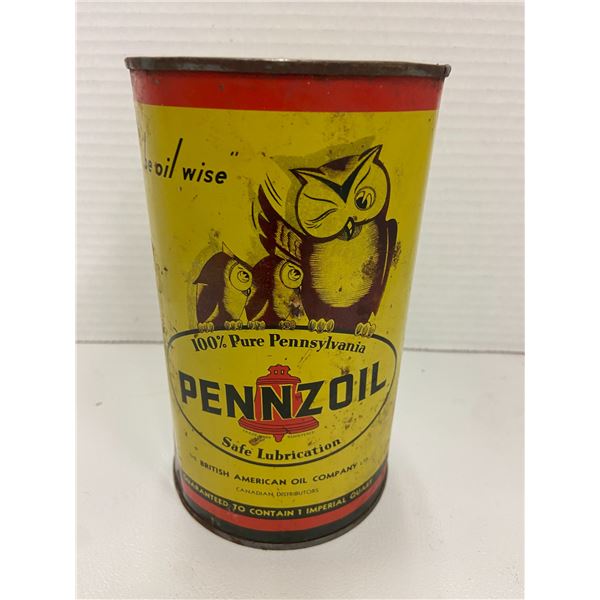 be oil wise"
100% Pure Pennsylvania
PENNZOIL
Safe Lubrication
BRITISH AMERICAN OIL COMPANY
CANADIAN DISTRIBUTORS
GUARANTEED TO CONTAIN 1 IMPERIAL QUART